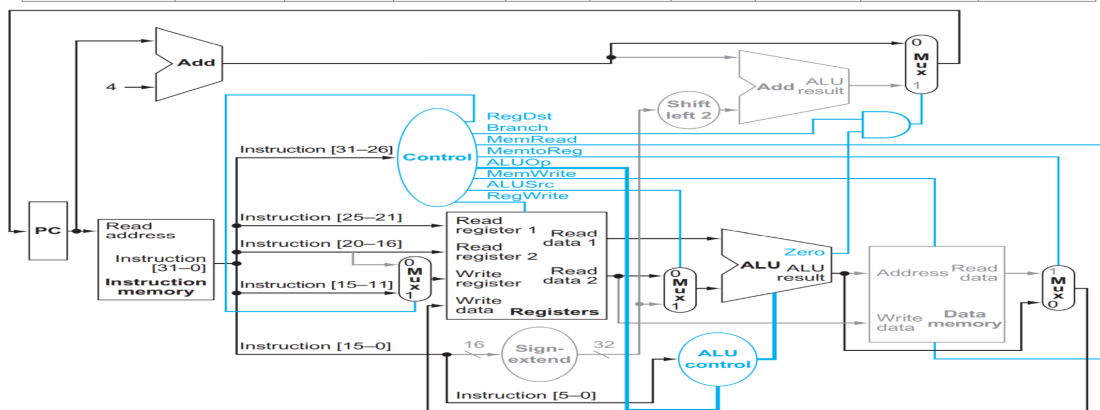 Add
4
0
Mux
1
Add ALU
result
Shift
left 2
RegDst
Branch
MemRead
MemtoReg
ALUOp
MemWrite
ALUSrc
RegWrite
Control
Instruction [31–26]
Instruction [25–21]
Instruction [20–16]
Instruction [15–11]
Instruction [15–0]
Instruction [5–0]
PC
Read
address
Instruction
[31–0]
Instruction
memory
0
Mux
1
Read
register 1
Read
register 2
Write
register
Write
data
Read
data 1
Read
data 2
Registers
0
Mux
1
Zero
ALU ALU
result
Address
Read
data
Write
data
Data
memory
1
Mux
0
16
Sign-
extend
32
ALU
control